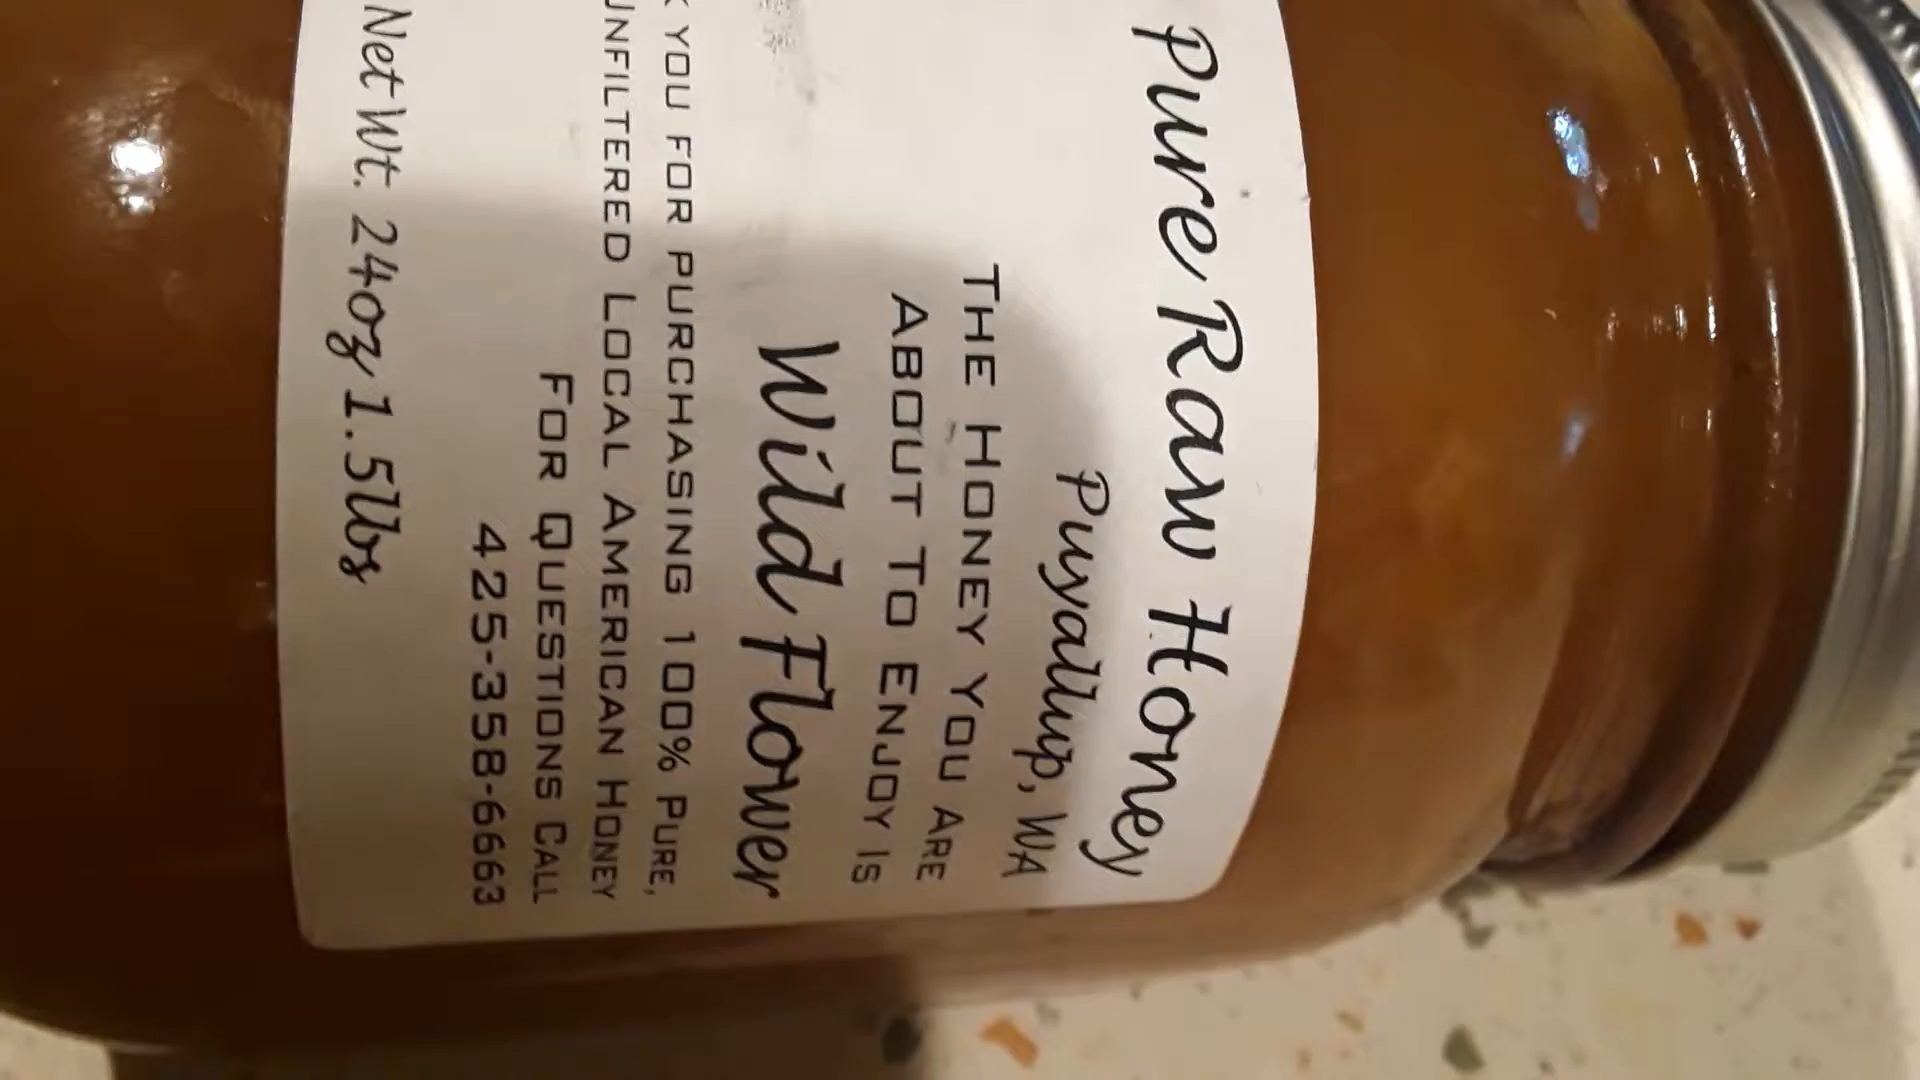 Pure Raw Honey
Puyallup, WA
THE HONEY YOU ARE
ABOUT TO ENJOY IS
Wild Flower
YOU FOR PURCHASING 100% PURE,
UNFILTERED LOCAL AMERICAN HONEY
FOR QUESTIONS CALL
425-358-6663
Net Wt. 24oz 1.5lbs